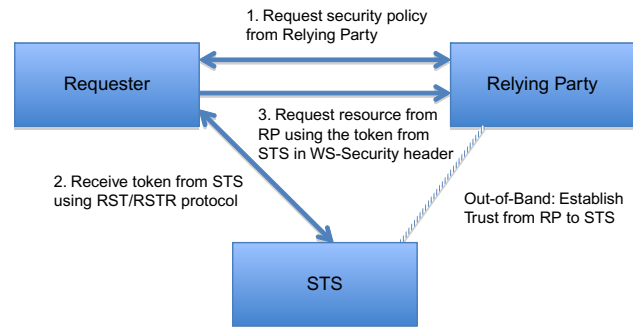 1. Request security policy
from Relying Party
Requester
Relying Party
3. Request resource from
RP using the token from
STS in WS-Security header
2. Receive token from STS
using RST/RSTR protocol
Out-of-Band: Establish
Trust from RP to STS
STS